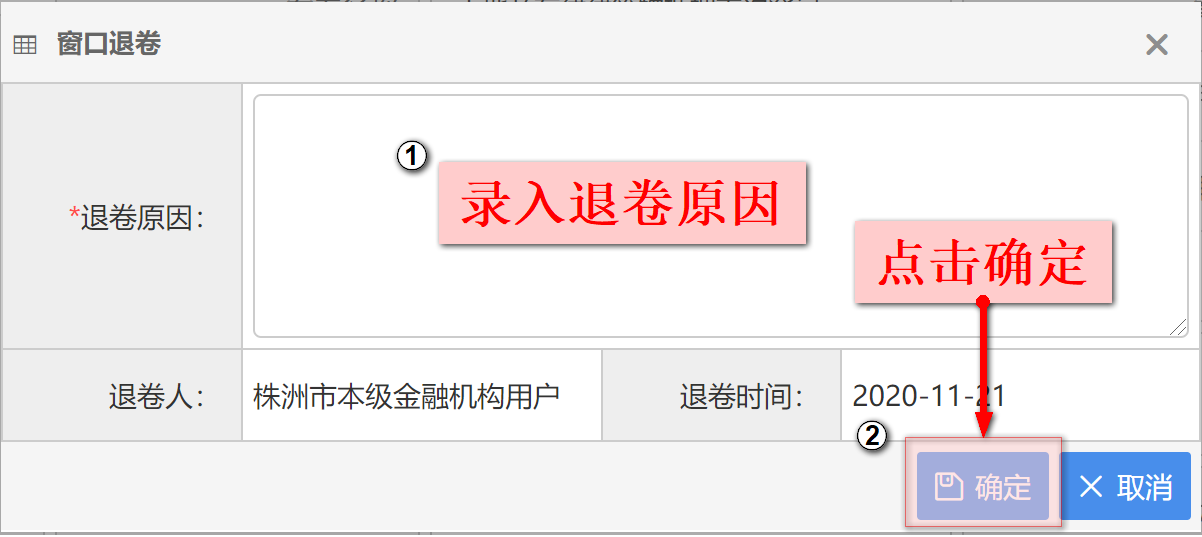 窗口退卷
①
录入退卷原因
*退卷原因：
点击确定
退卷人： 株洲市本级金融机构用户 退卷时间： 2020-11-21
②
确定 取消